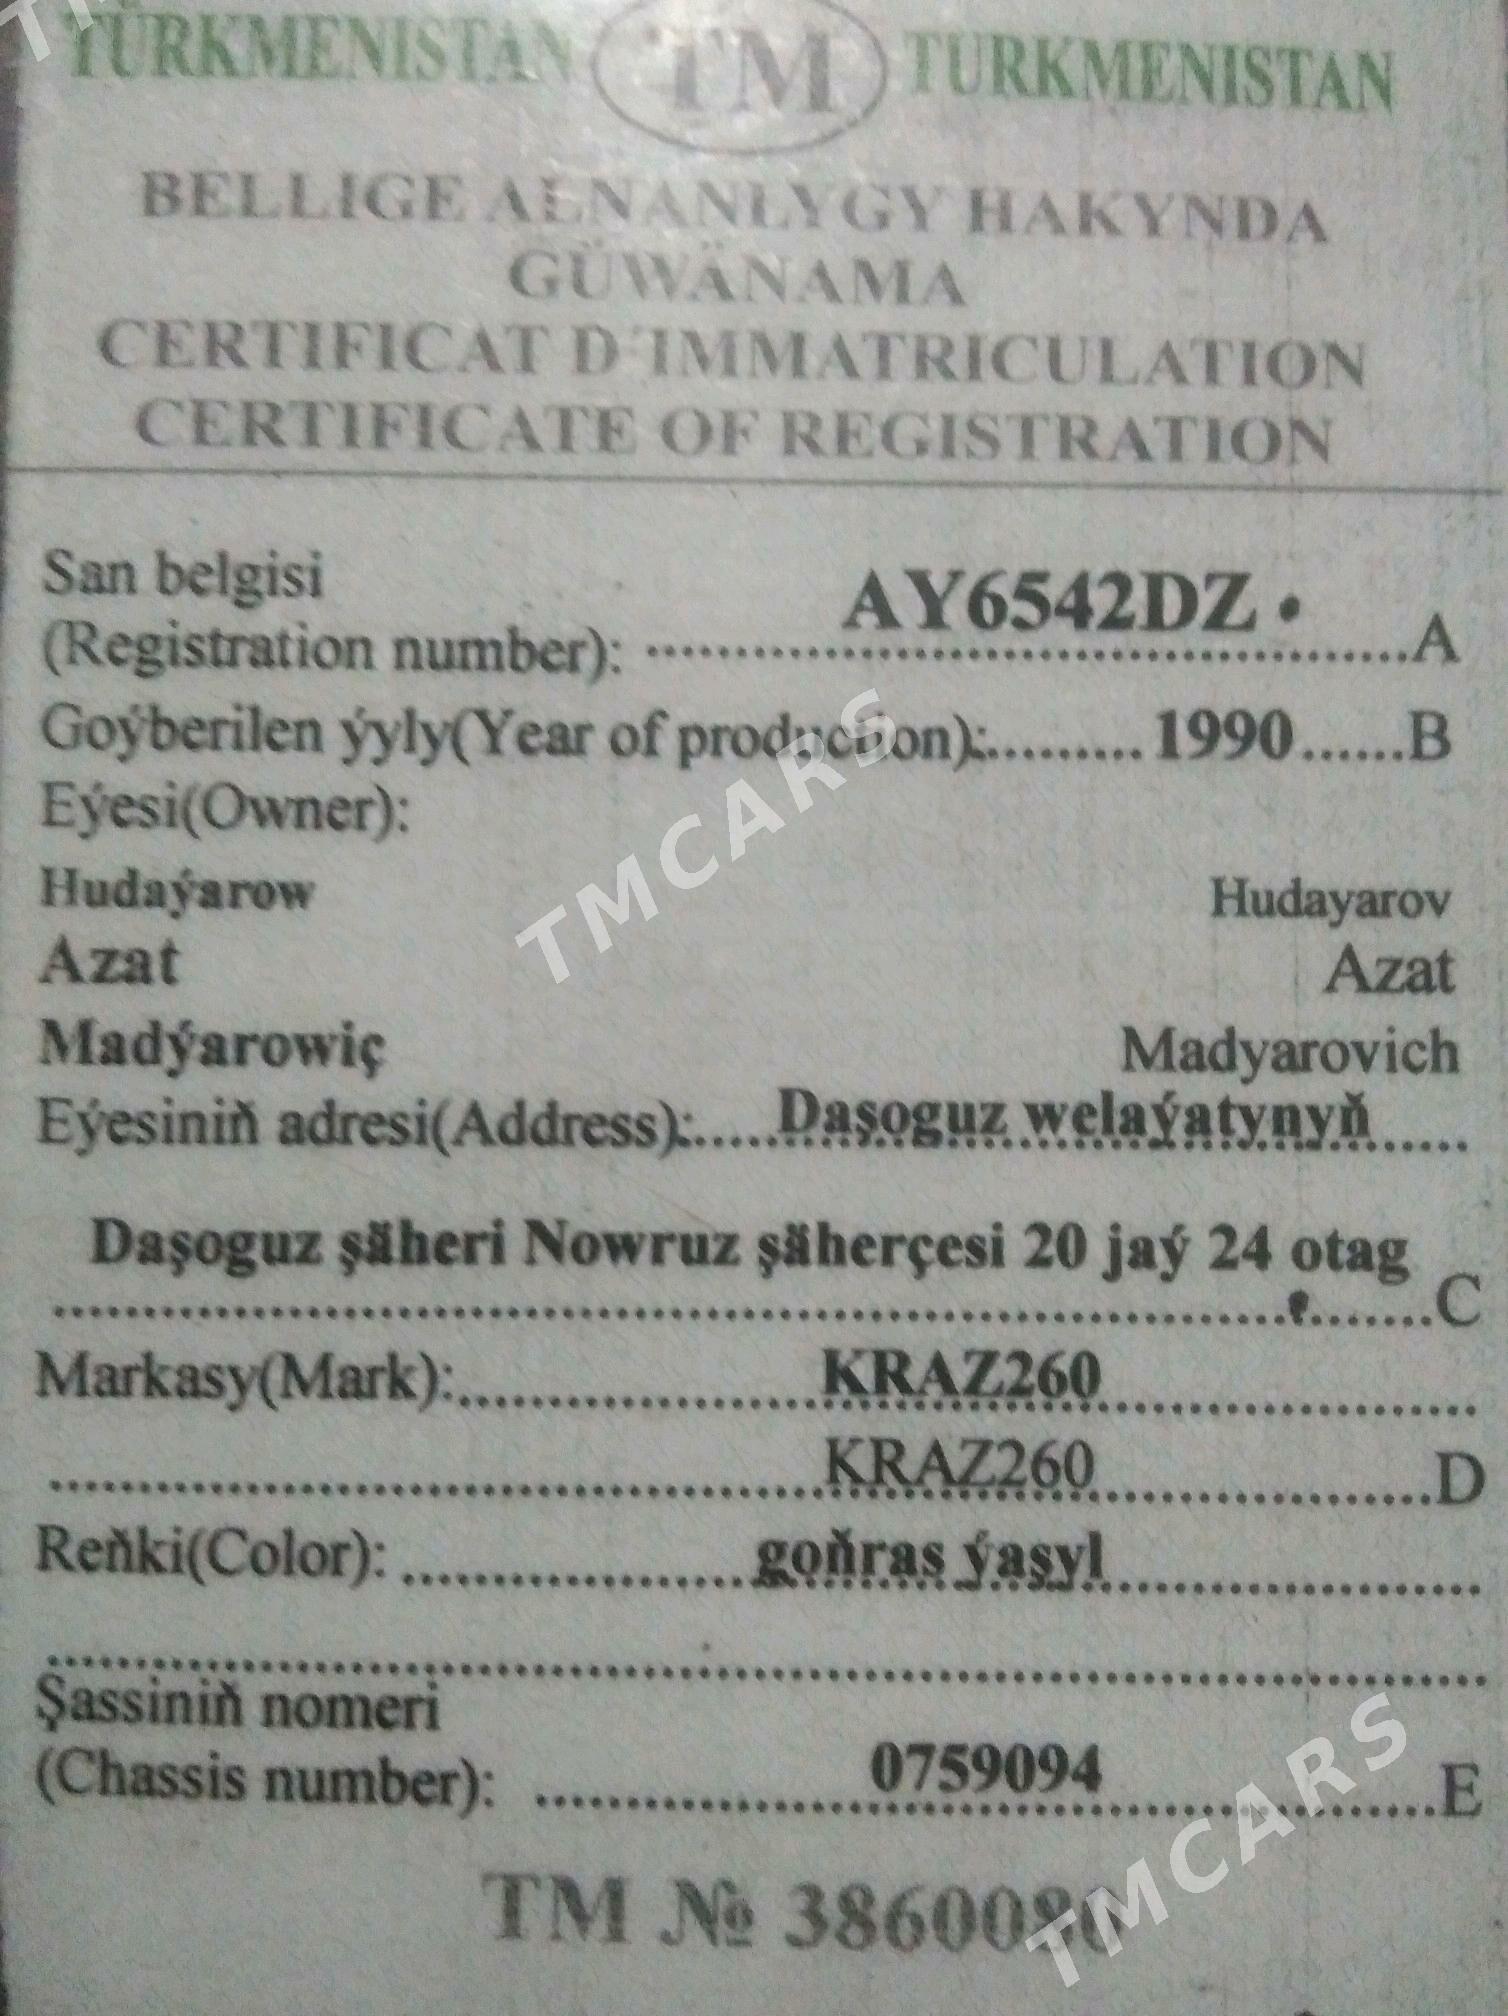 TÜRKMENISTAN TM TURKMENISTAN
BELLIGE ALNANLYGY HAKYNDA
GÜWÄNAMA
CERTIFICAT D'IMMATRICULATION
CERTIFICATE OF REGISTRATION
San belgisi
(Registration number): AY6542DZ A
Goýberilen ýyly(Year of production): 1990 B
Eýesi(Owner):
Hudaýarow Hudayarov
Azat Azat
Madýarowiç Madyarovich
Eýesiniň adresi(Address): Daşoguz welaýatynyň
Daşoguz şäheri Nowruz şäherçesi 20 jaý 24 otag
C
Markasy(Mark): KRAZ260
KRAZ260 D
Reňki(Color): goňras ýaşyl
Şassiniň nomeri
(Chassis number): 0759094 E
TM №
TMCARS
TMCARS